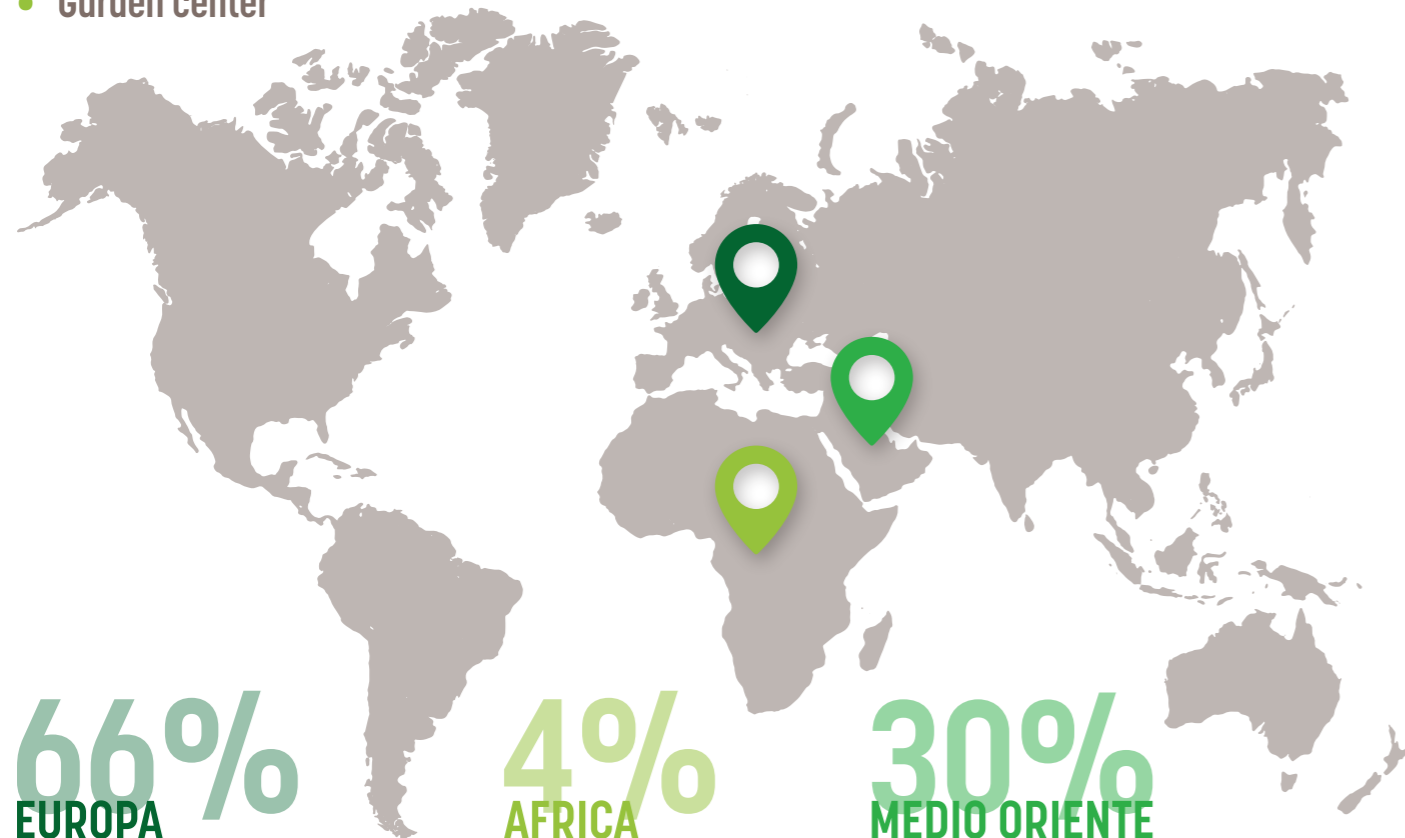 • Garden Center
66%
EUROPA
4%
AFRICA
30%
MEDIO ORIENTE